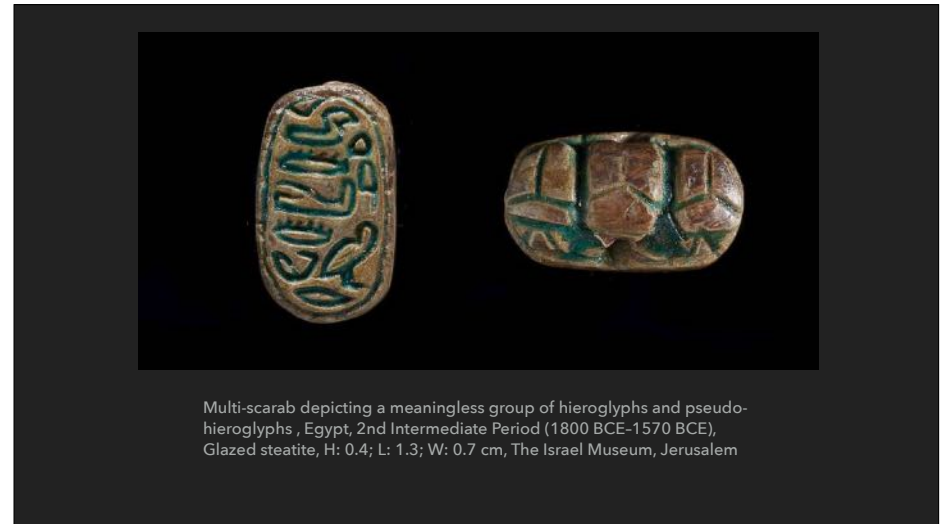 Multi-scarab depicting a meaningless group of hieroglyphs and pseudo-
hieroglyphs , Egypt, 2nd Intermediate Period (1800 BCE–1570 BCE),
Glazed steatite, H: 0.4; L: 1.3; W: 0.7 cm, The Israel Museum, Jerusalem